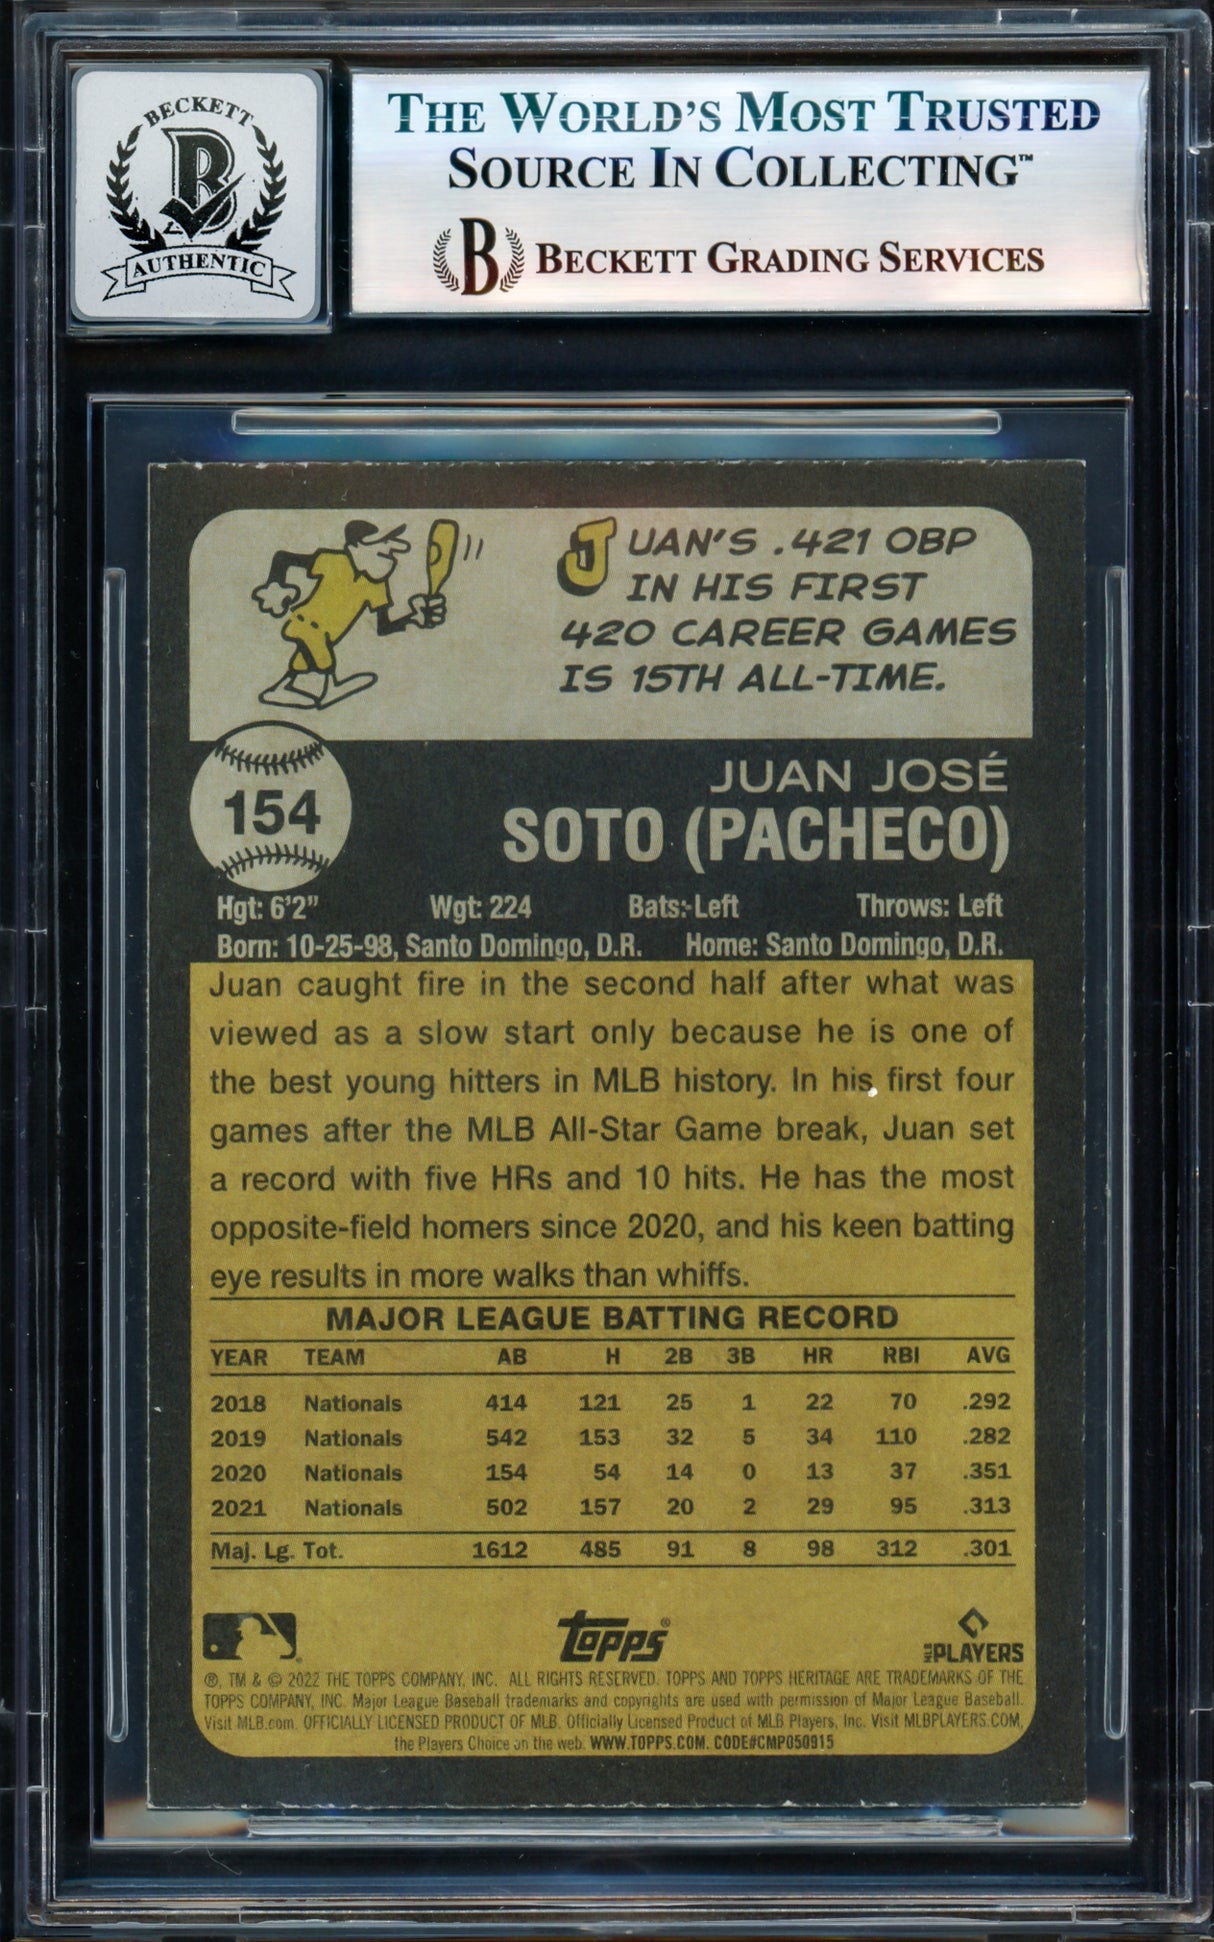 BECKETT
B
AUTHENTIC
THE WORLD'S MOST TRUSTED
SOURCE IN COLLECTING™
B BECKETT GRADING SERVICES
JUAN'S .421 OBP
IN HIS FIRST
420 CAREER GAMES
IS 15TH ALL-TIME.
154
JUAN JOSÉ
SOTO (PACHECO)
Hgt: 6'2" Wgt: 224 Bats: Left Throws: Left
Born: 10-25-98, Santo Domingo, D.R. Home: Santo Domingo, D.R.
Juan caught fire in the second half after what was
viewed as a slow start only because he is one of
the best young hitters in MLB history. In his first four
games after the MLB All-Star Game break, Juan set
a record with five HRs and 10 hits. He has the most
opposite-field homers since 2020, and his keen batting
eye results in more walks than whiffs.
MAJOR LEAGUE BATTING RECORD
YEAR TEAM AB H 2B 3B HR RBI AVG
2018 Nationals 414 121 25 1 22 70 .292
2019 Nationals 542 153 32 5 34 110 .282
2020 Nationals 154 54 14 0 13 37 .351
2021 Nationals 502 157 20 2 29 95 .313
Maj. Lg. Tot. 1612 485 91 8 98 312 .301
topps® MLB PLAYERS
®, TM & © 2022 THE TOPPS COMPANY, INC. ALL RIGHTS RESERVED. TOPPS AND TOPPS HERITAGE ARE TRADEMARKS OF THE
TOPPS COMPANY, INC. Major League Baseball trademarks and copyrights are used with permission of Major League Baseball.
Visit MLB.com. OFFICIALLY LICENSED PRODUCT OF MLB. Officially Licensed Product of MLB Players, Inc. Visit MLBPLAYERS.COM,
the Players Choice on the web. WWW.TOPPS.COM. CODE#CMP050915